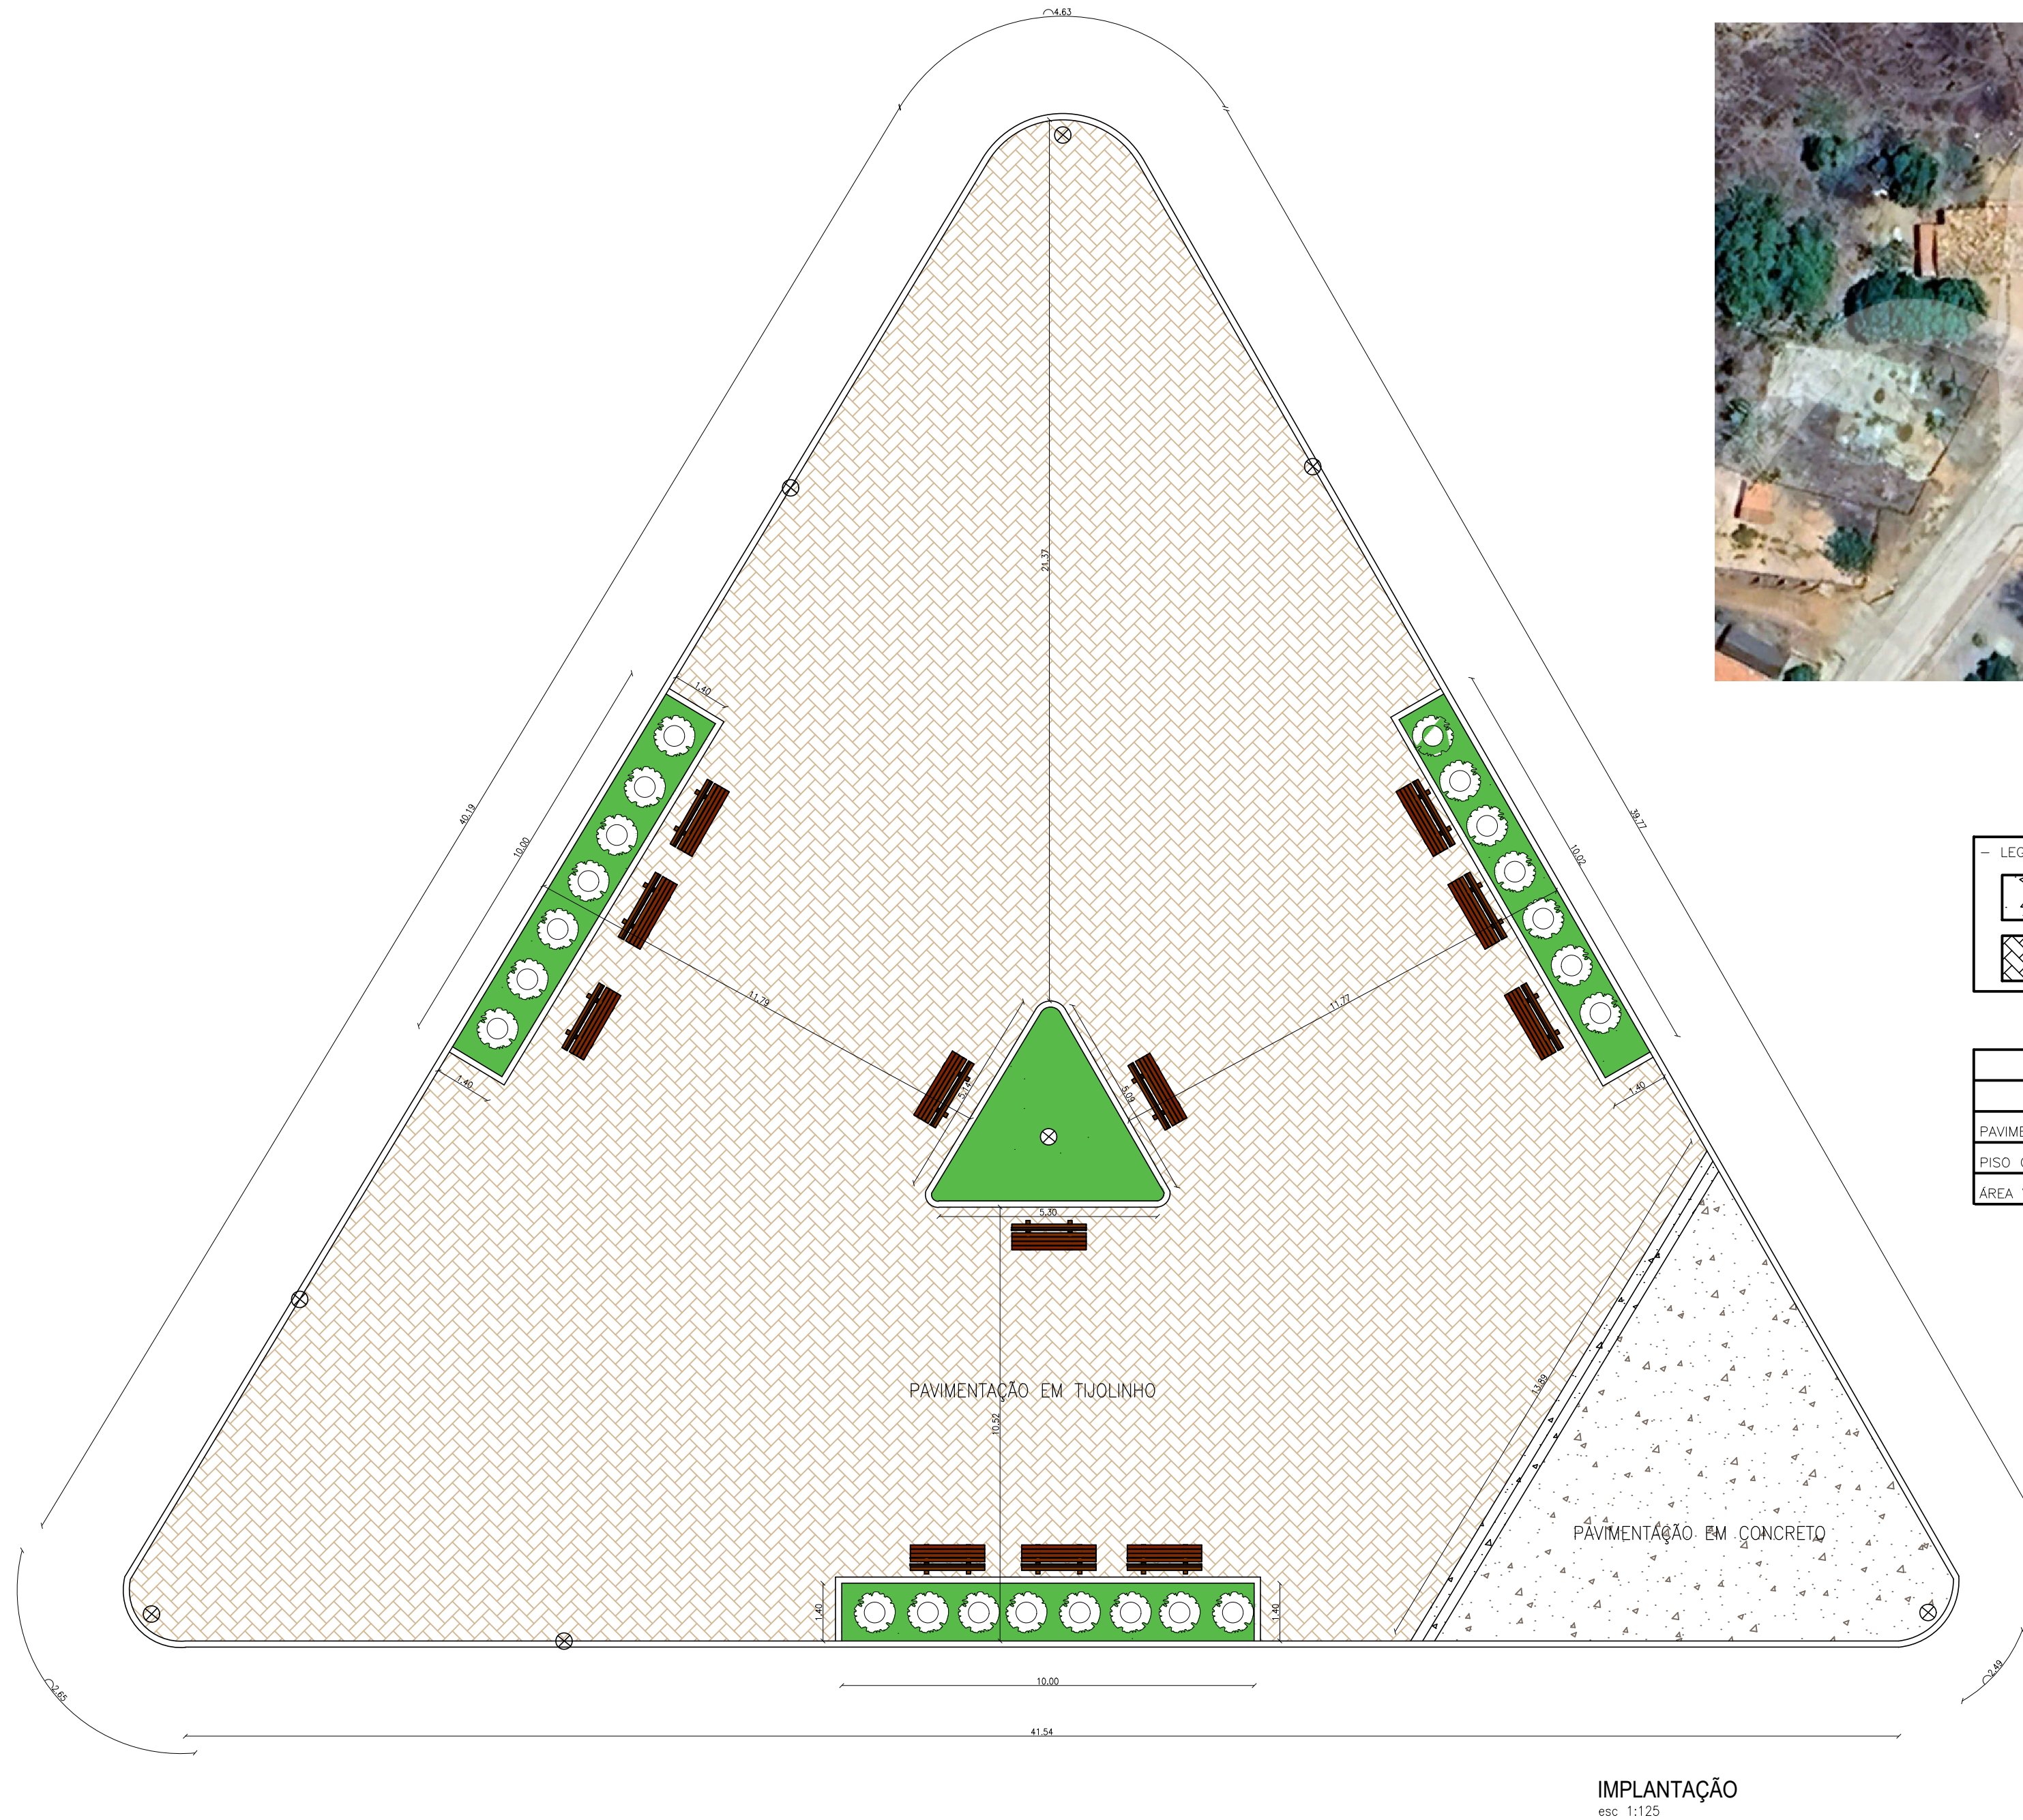 4.63
21.37
1.40
1.40
40.19
10.00
39.77
10.02
– LEG
11.79
11.77
5.14
5.09
1.40
PAVIME
PISO
ÁREA
5.30
13.89
PAVIMENTAÇÃO EM TIJOLINHO
10.52
PAVIMENTAÇÃO EM CONCRETO
1.40
1.40
2.65
2.49
10.00
41.54
IMPLANTAÇÃO
esc 1:125